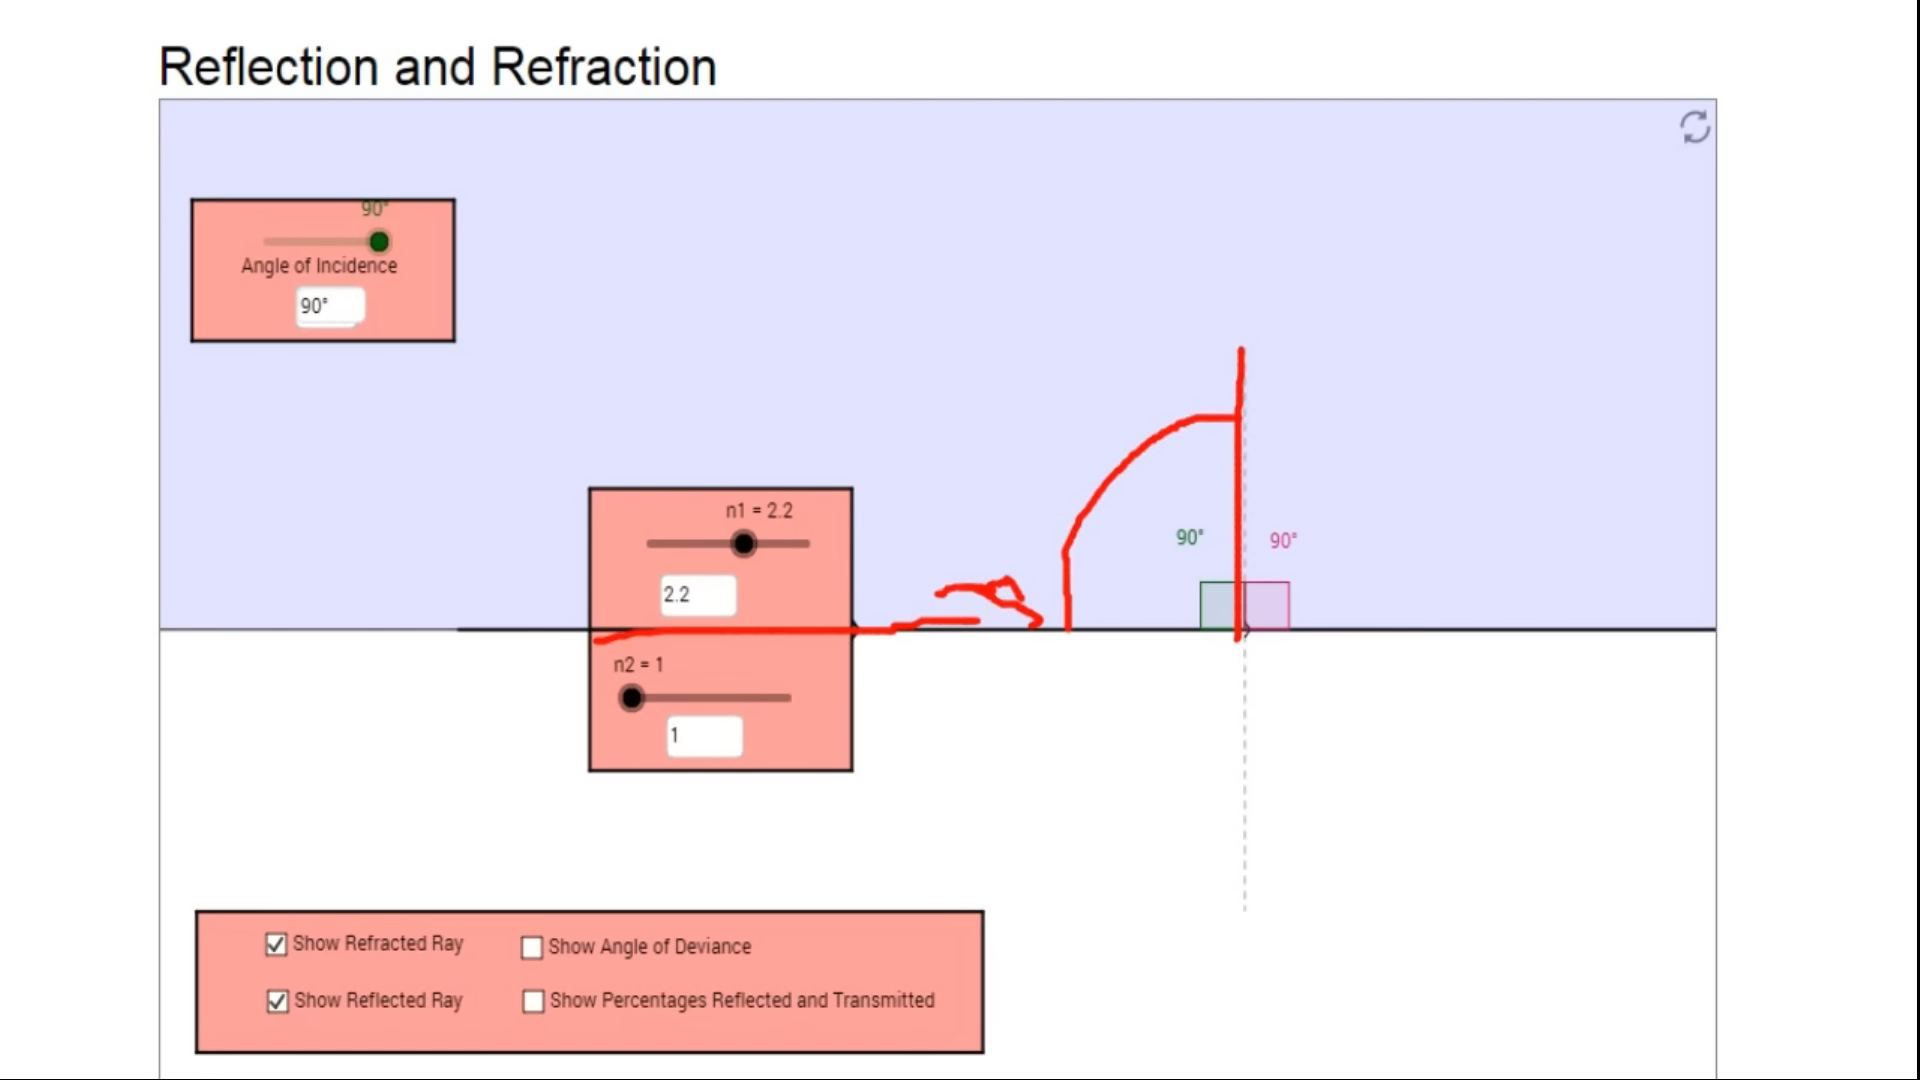 Reflection and Refraction
90°
Angle of Incidence
90°
n1 = 2.2
2.2
90° 90°
n2 = 1
1
Show Refracted Ray Show Angle of Deviance
Show Reflected Ray Show Percentages Reflected and Transmitted